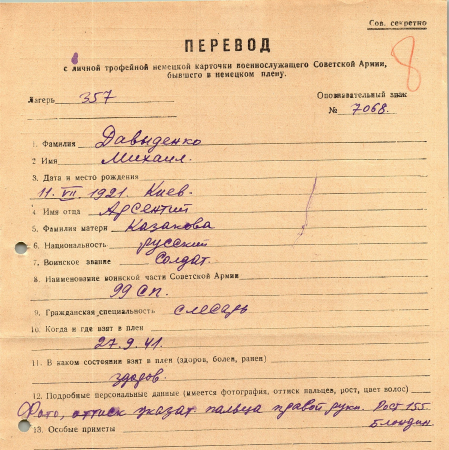 Сов. секретно
8
ПЕРЕВОД
с личной трофейной немецкой карточки военнослужащего Советской Армии,
бывшего в немецком плену.
Лагерь 357
Опознавательный знак
№ 7068.
1. Фамилия Давыденко
2 Имя Михаил.
3. Дата и место рождения
11. VII. 1921. Киев.
4 Имя отца Арсентий
5. Фамилия матери Казакова
6. Национальность русский
7. Воинское звание Солдат.
8. Наименование воинской части Советской Армии
99 СП.
9. Гражданская специальность слесарь
10. Когда и где взят в плен
27.9.41.
11. В каком состоянии взят в плен (здоров, болен, ранен)
здоров.
12. Подробные персональные данные (имеется фотография, оттиск пальцев, рост, цвет волос)
Фото, оттиск указат пальца правой руки. Рост 155
Блондин
13. Особые приметы